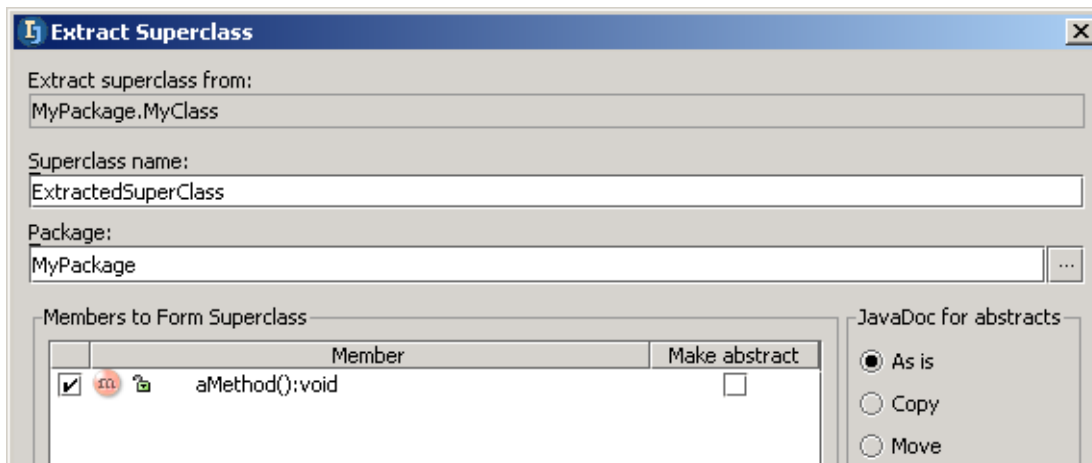 Extract Superclass
Extract superclass from:
MyPackage.MyClass
Superclass name:
ExtractedSuperClass
Package:
MyPackage
...
Members to Form Superclass
Member Make abstract
m aMethod():void
JavaDoc for abstracts
As is
Copy
Move